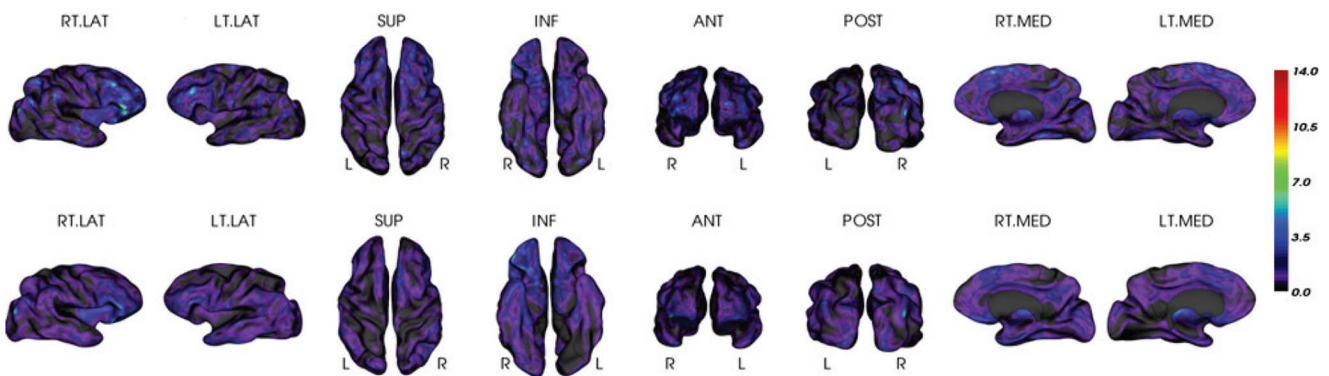 RT.LAT LT.LAT SUP INF ANT POST RT.MED LT.MED
L R R L R L L R
RT.LAT LT.LAT SUP INF ANT POST RT.MED LT.MED
L R R L R L L R
14.0
10.5
7.0
3.5
0.0